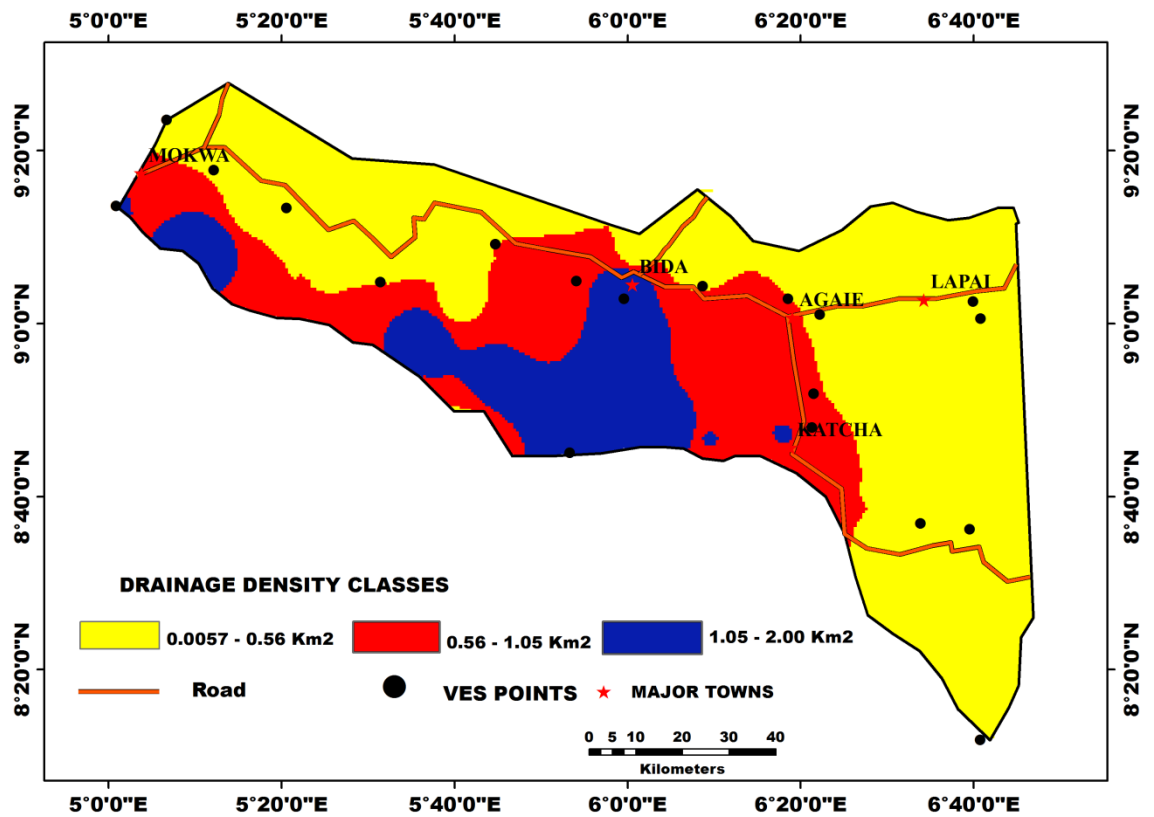 5°0'0"E 5°20'0"E 5°40'0"E 6°0'0"E 6°20'0"E 6°40'0"E
9°20'0"N 9°20'0"N
MOKWA
BIDA
LAPAI
AGAIE
9°0'0"N 9°0'0"N
KATCHA
8°40'0"N 8°40'0"N
DRAINAGE DENSITY CLASSES
0.0057 - 0.56 Km2 0.56 - 1.05 Km2 1.05 - 2.00 Km2
Road VES POINTS MAJOR TOWNS
8°20'0"N 8°20'0"N
0 5 10 20 30 40
Kilometers
5°0'0"E 5°20'0"E 5°40'0"E 6°0'0"E 6°20'0"E 6°40'0"E